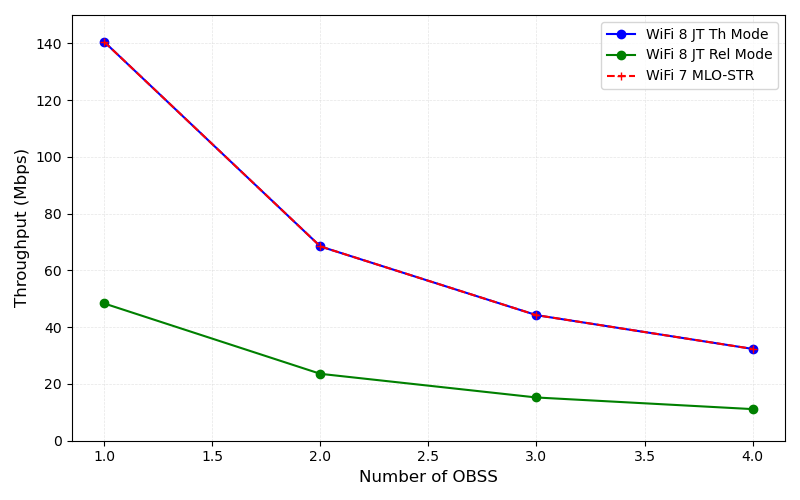 WiFi 8 JT Th Mode
WiFi 8 JT Rel Mode
WiFi 7 MLO-STR
Throughput (Mbps)
140
120
100
80
60
40
20
0
1.0 1.5 2.0 2.5 3.0 3.5 4.0
Number of OBSS